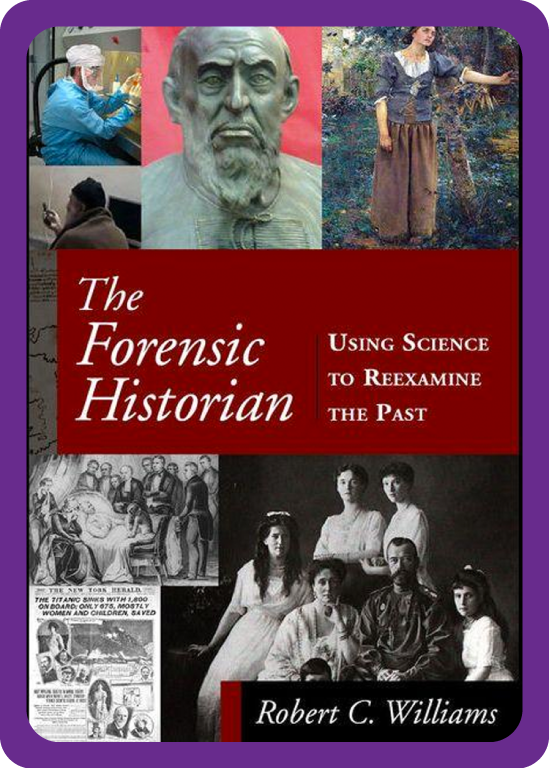 The
Forensic
Historian
USING SCIENCE
TO REEXAMINE
THE PAST
THE NEW YORK HERALD.
THE TITANIC SINKS WITH 1,800
ON BOARD; ONLY 675, MOSTLY
WOMEN AND CHILDREN, SAVED
Robert C. Williams